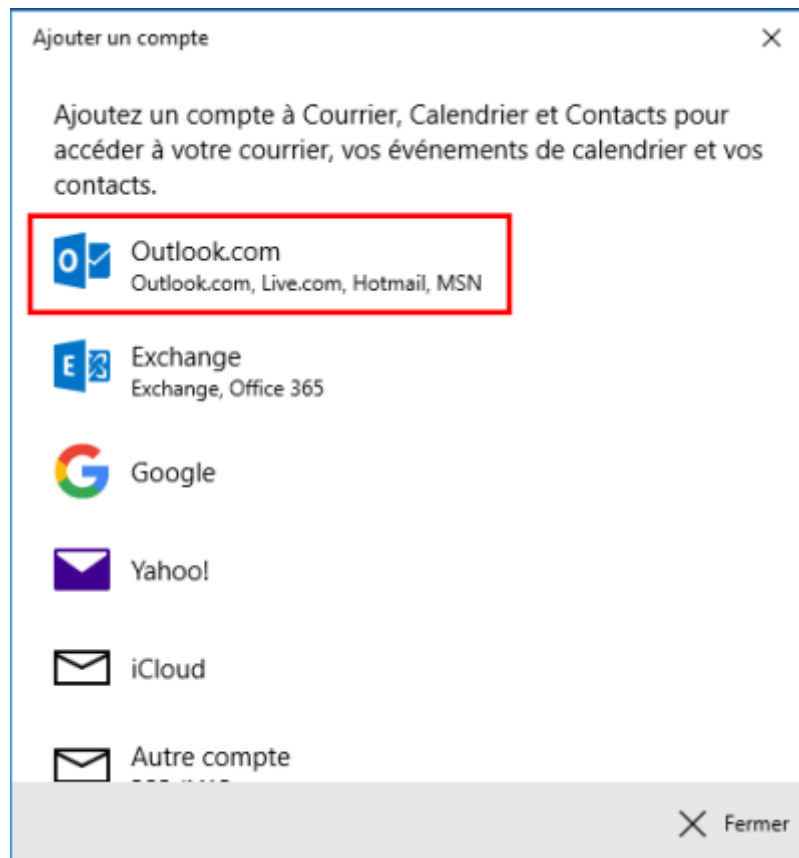 Ajouter un compte
Ajoutez un compte à Courrier, Calendrier et Contacts pour
accéder à votre courrier, vos événements de calendrier et vos
contacts.
Outlook.com
Outlook.com, Live.com, Hotmail, MSN
Exchange
Exchange, Office 365
Google
Yahoo!
iCloud
Autre compte
Fermer